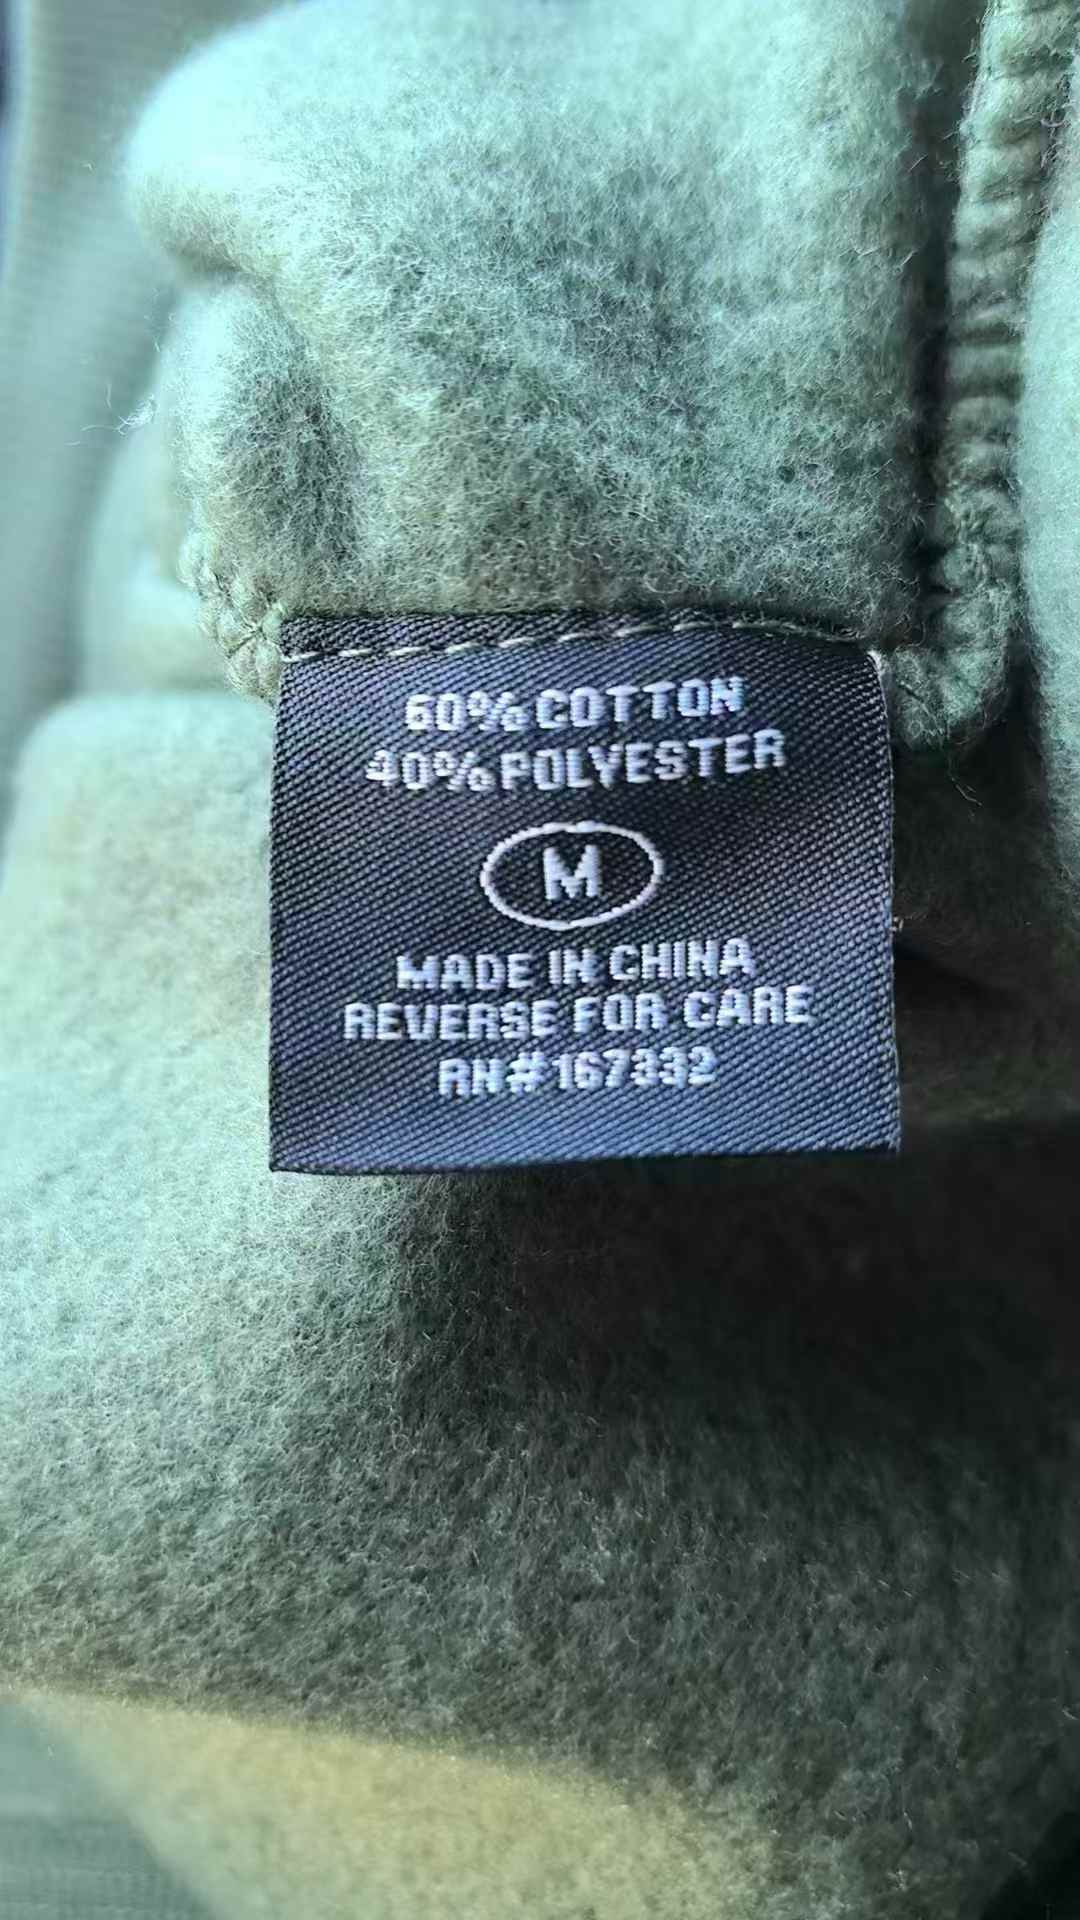 60% COTTON
40% POLYESTER
M
MADE IN CHINA
REVERSE FOR CARE
RN#167332